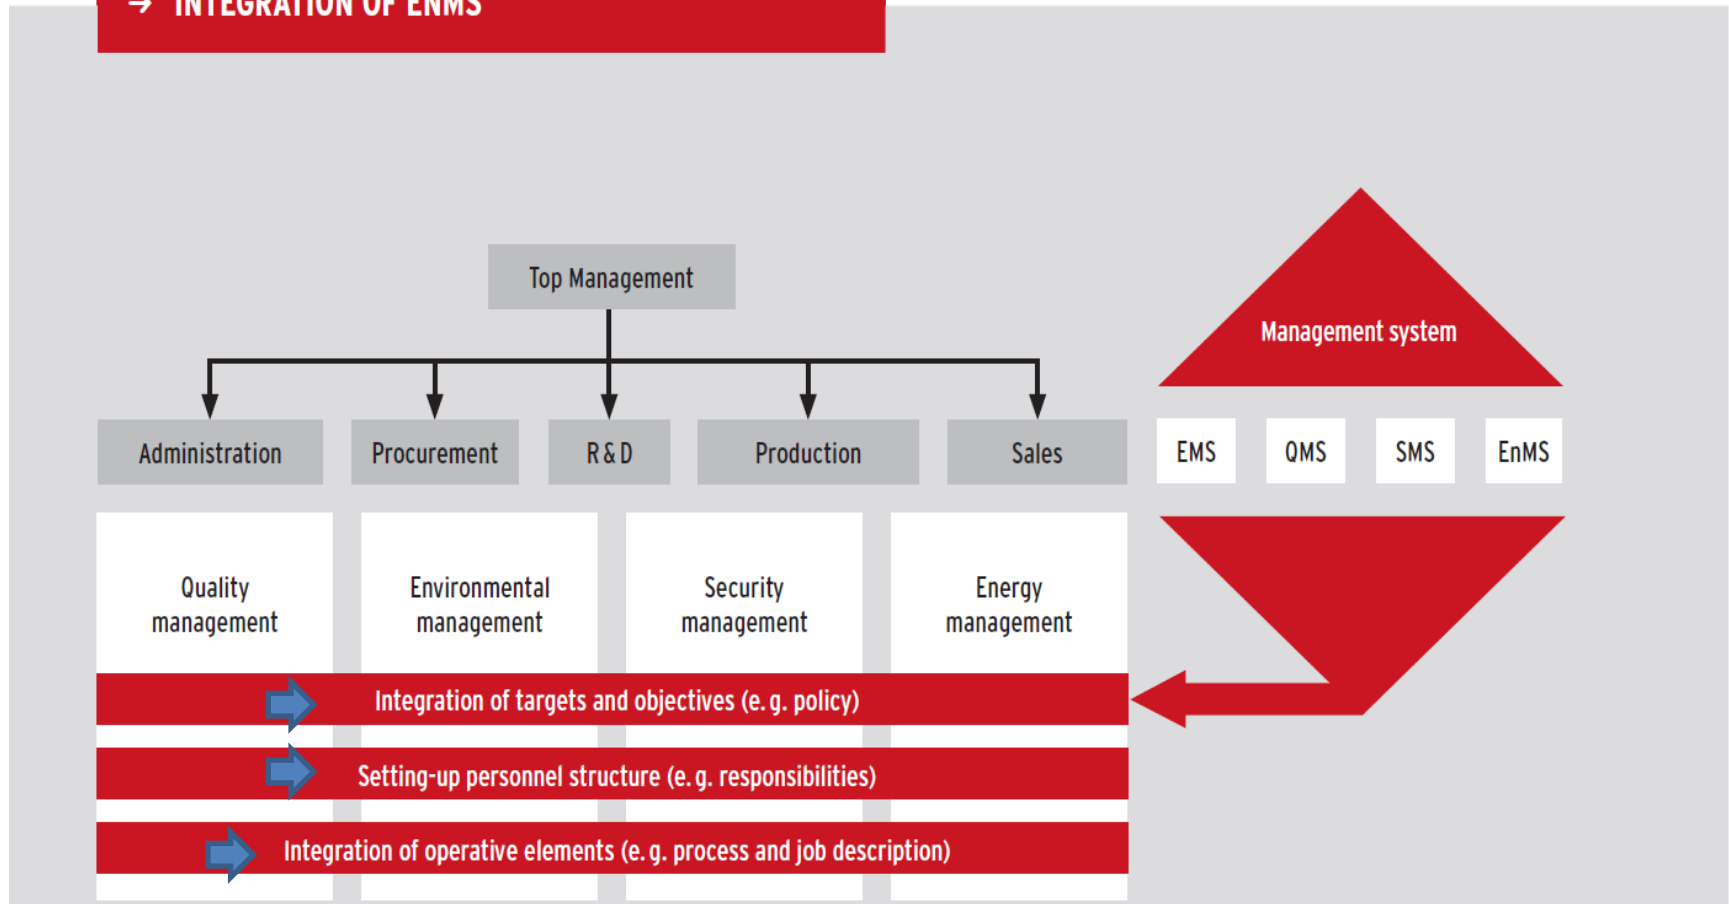 → INTEGRATION OF ENMS
Top Management
Management system
Administration
Procurement
R & D
Production
Sales
EMS
QMS
SMS
EnMS
Quality
management
Environmental
management
Security
management
Energy
management
Integration of targets and objectives (e. g. policy)
Setting-up personnel structure (e. g. responsibilities)
Integration of operative elements (e. g. process and job description)